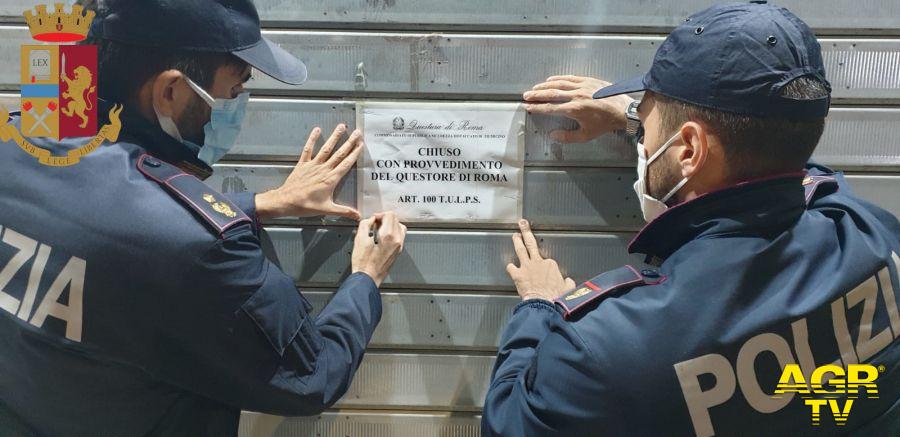 LEX
SUB LEGE LIBERTAS
Questura di Roma
CHIUSO
CON PROVVEDIMENTO
DEL QUESTORE DI ROMA
ART. 100 T.U.L.P.S.
ZIA
POLIZIA
AGR
TV